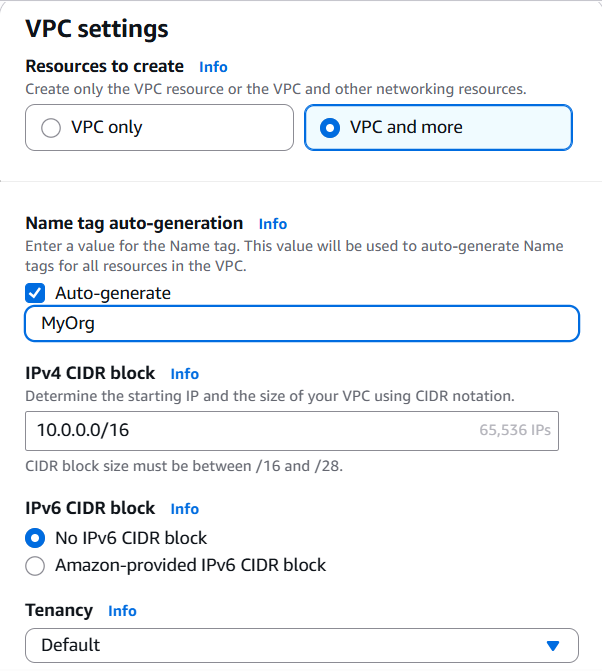 VPC settings
Resources to create Info
Create only the VPC resource or the VPC and other networking resources.
VPC only
VPC and more
Name tag auto-generation Info
Enter a value for the Name tag. This value will be used to auto-generate Name
tags for all resources in the VPC.
Auto-generate
MyOrg
IPv4 CIDR block Info
Determine the starting IP and the size of your VPC using CIDR notation.
10.0.0.0/16 65,536 IPs
CIDR block size must be between /16 and /28.
IPv6 CIDR block Info
No IPv6 CIDR block
Amazon-provided IPv6 CIDR block
Tenancy Info
Default